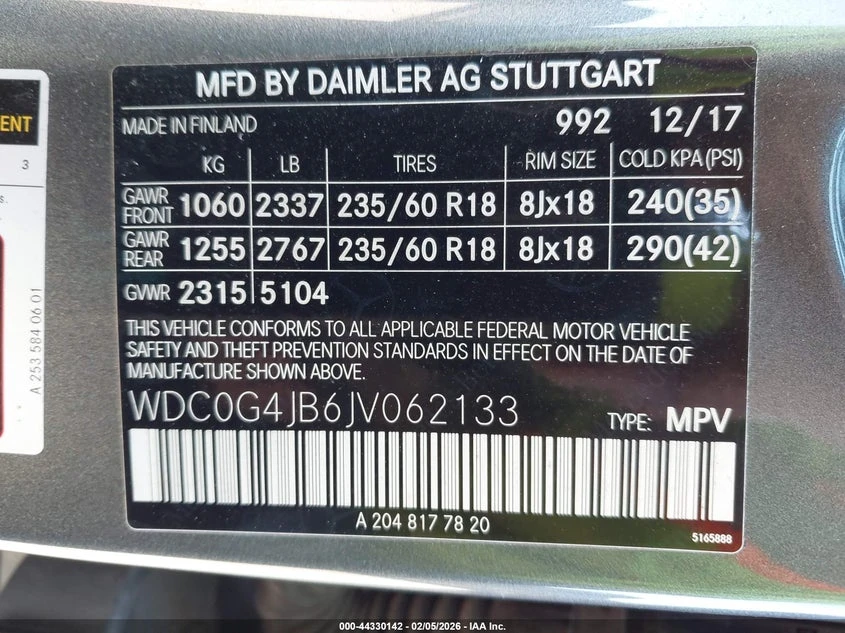 MFD BY DAIMLER AG STUTTGART
MADE IN FINLAND 992 12/17
KG LB TIRES RIM SIZE COLD KPA (PSI)
GAWR FRONT 1060 2337 235/60 R18 8Jx18 240(35)
GAWR REAR 1255 2767 235/60 R18 8Jx18 290(42)
GVWR 2315 5104
THIS VEHICLE CONFORMS TO ALL APPLICABLE FEDERAL MOTOR VEHICLE
SAFETY AND THEFT PREVENTION STANDARDS IN EFFECT ON THE DATE OF
MANUFACTURE SHOWN ABOVE.
WDC0G4JB6JV062133 TYPE: MPV
A 204 817 78 20
5165888
3
A 253 584 06 01
000-44330142 - 02/05/2026 - IAA Inc.